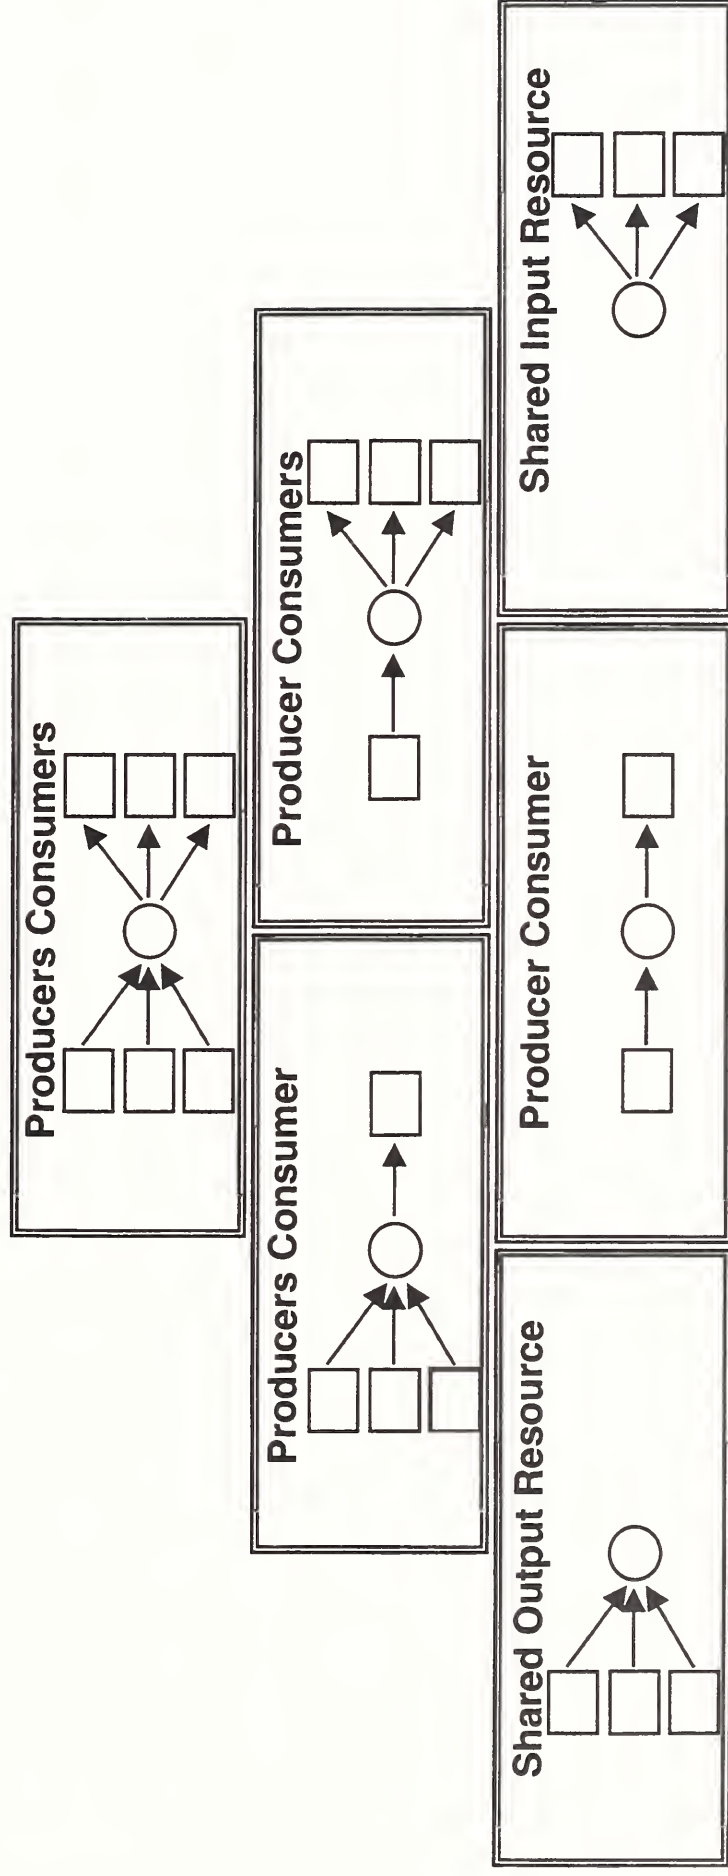 Producers Consumers
Producers Consumer
Producer Consumers
Shared Output Resource
Producer Consumer
Shared Input Resource